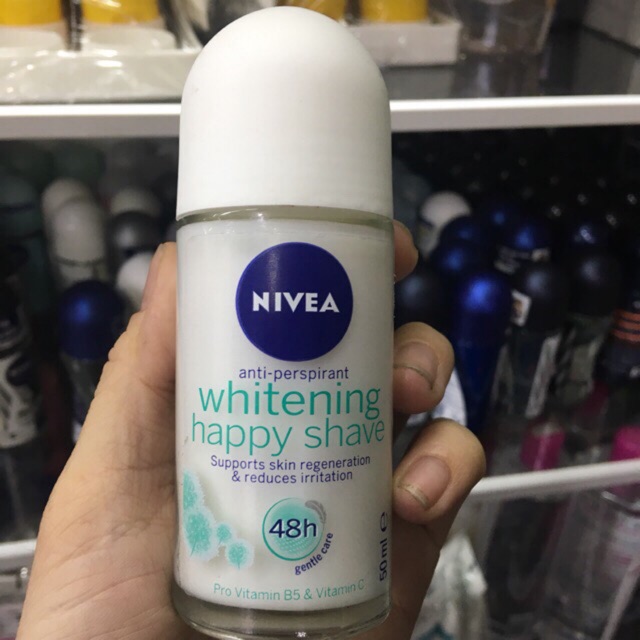 NIVEA
anti-perspirant
whitening
happy shave
Supports skin regeneration
& reduces irritation
48h
gentle care
50 ml e
Pro Vitamin B5 & Vitamin C